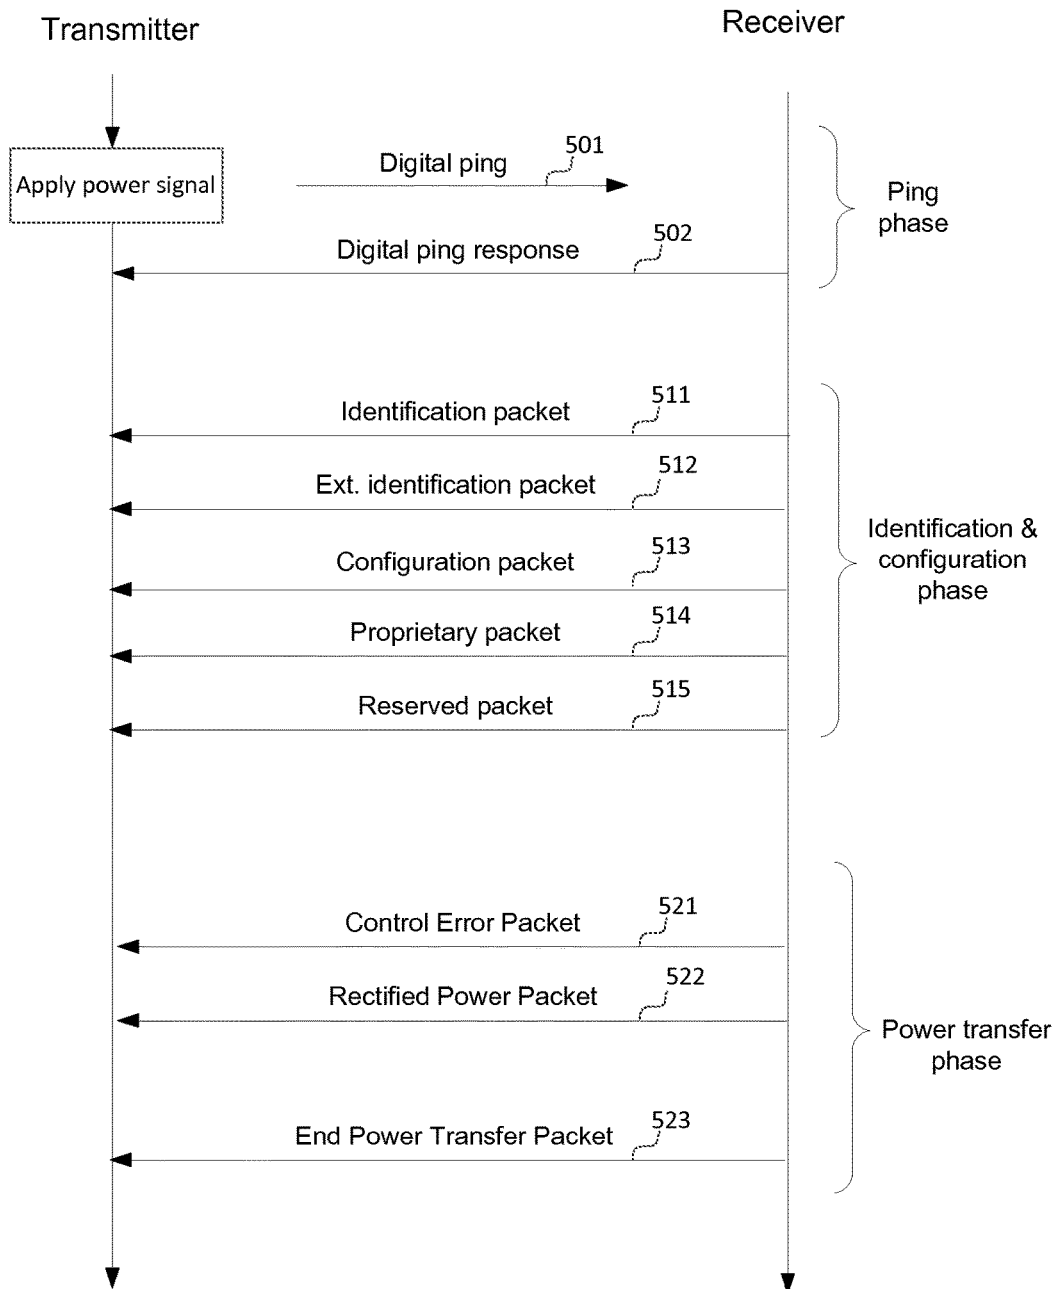 Transmitter
Receiver
Apply power signal
Digital ping
501
Digital ping response
502
Ping
phase
Identification packet
511
Ext. identification packet
512
Configuration packet
513
Proprietary packet
514
Reserved packet
515
Identification &
configuration
phase
Control Error Packet
521
Rectified Power Packet
522
End Power Transfer Packet
523
Power transfer
phase